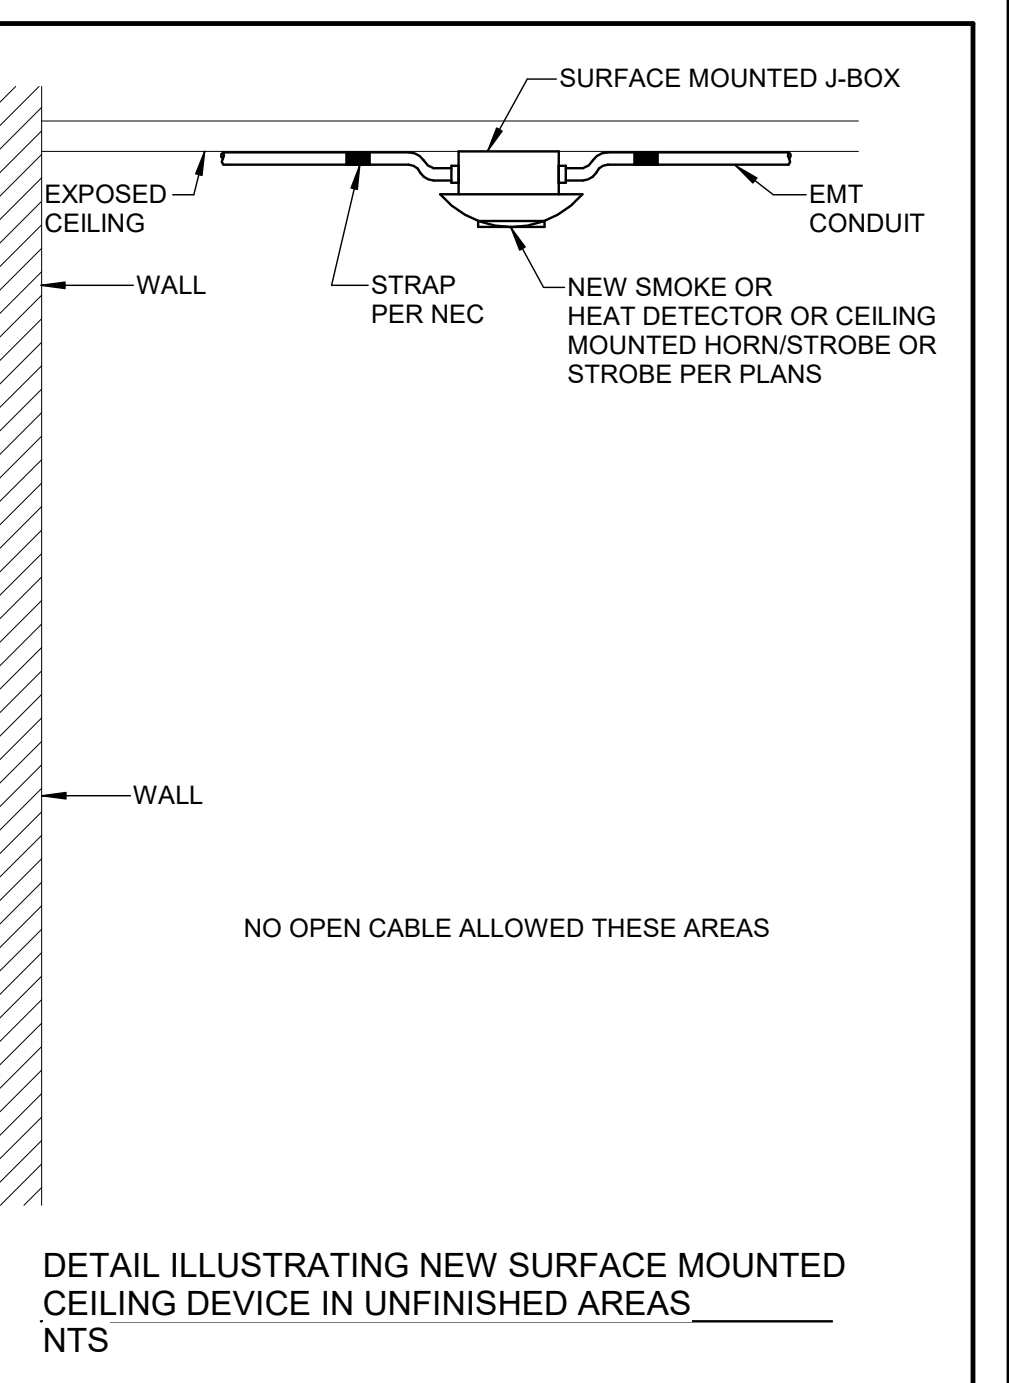 SURFACE MOUNTED J-BOX
EXPOSED
CEILING
EMT
CONDUIT
WALL
STRAP
PER NEC
NEW SMOKE OR
HEAT DETECTOR OR CEILING
MOUNTED HORN/STROBE OR
STROBE PER PLANS
WALL
NO OPEN CABLE ALLOWED THESE AREAS
DETAIL ILLUSTRATING NEW SURFACE MOUNTED
CEILING DEVICE IN UNFINISHED AREAS
NTS